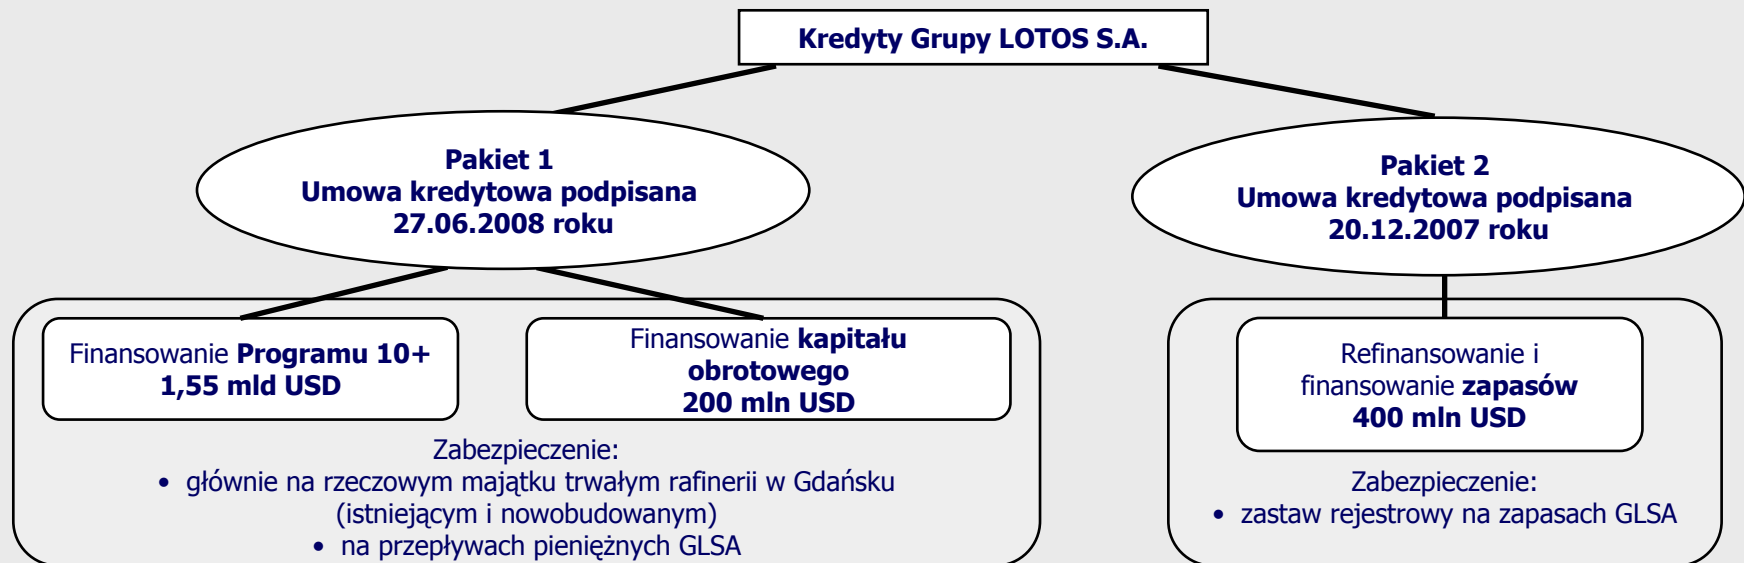 Kredyty Grupy LOTOS S.A.
Pakiet 1
Umowa kredytowa podpisana
27.06.2008 roku
Pakiet 2
Umowa kredytowa podpisana
20.12.2007 roku
Finansowanie Programu 10+
1,55 mld USD
Finansowanie kapitału
obrotowego
200 mln USD
Refinansowanie i
finansowanie zapasów
400 mln USD
Zabezpieczenie:
• głównie na rzeczowym majątku trwałym rafinerii w Gdańsku
(istniejącym i nowobudowanym)
• na przepływach pieniężnych GLSA
Zabezpieczenie:
• zastaw rejestrowy na zapasach GLSA